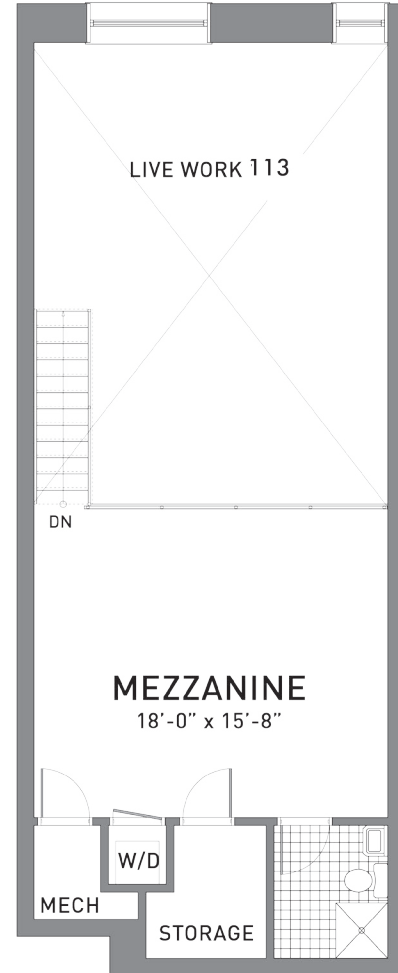 LIVE WORK 113
DN
MEZZANINE
18'-0" x 15'-8"
W/D
MECH
STORAGE